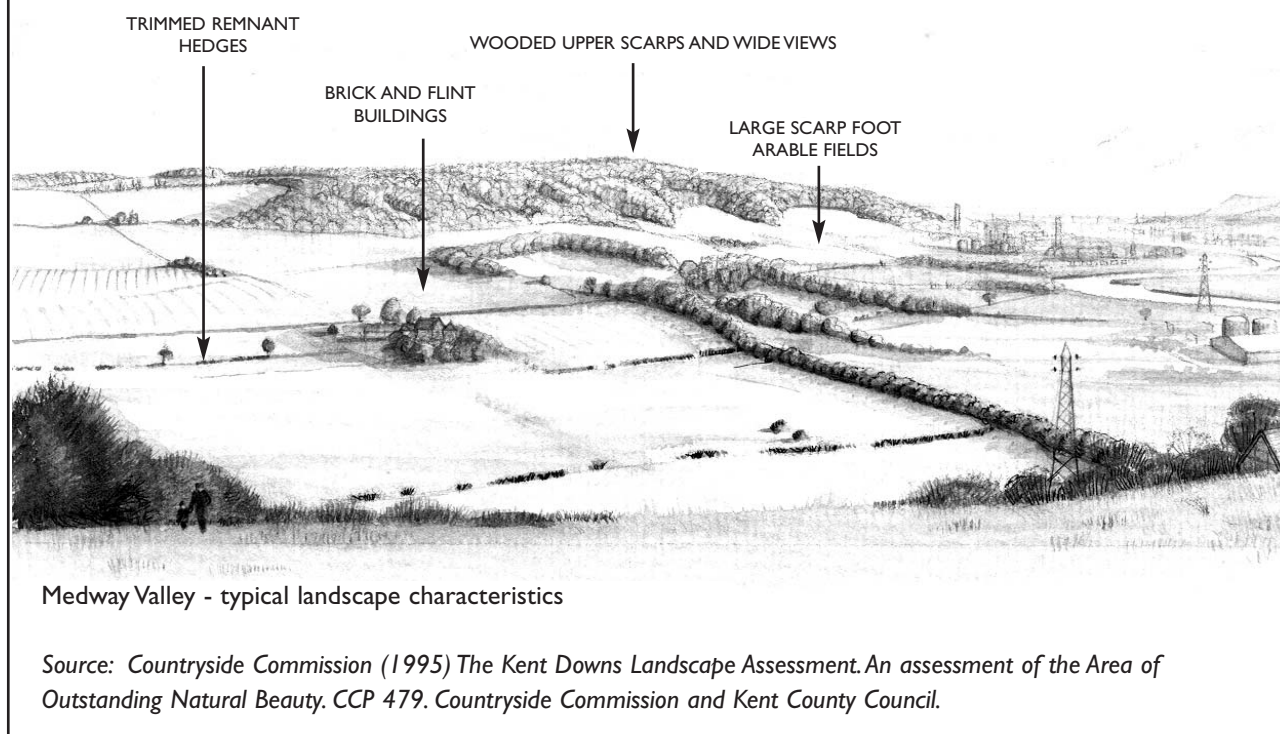 TRIMMED REMNANT
HEDGES
WOODED UPPER SCARPS AND WIDE VIEWS
BRICK AND FLINT
BUILDINGS
LARGE SCARP FOOT
ARABLE FIELDS
Medway Valley - typical landscape characteristics
Source: Countryside Commission (1995) The Kent Downs Landscape Assessment. An assessment of the Area of
Outstanding Natural Beauty. CCP 479. Countryside Commission and Kent County Council.